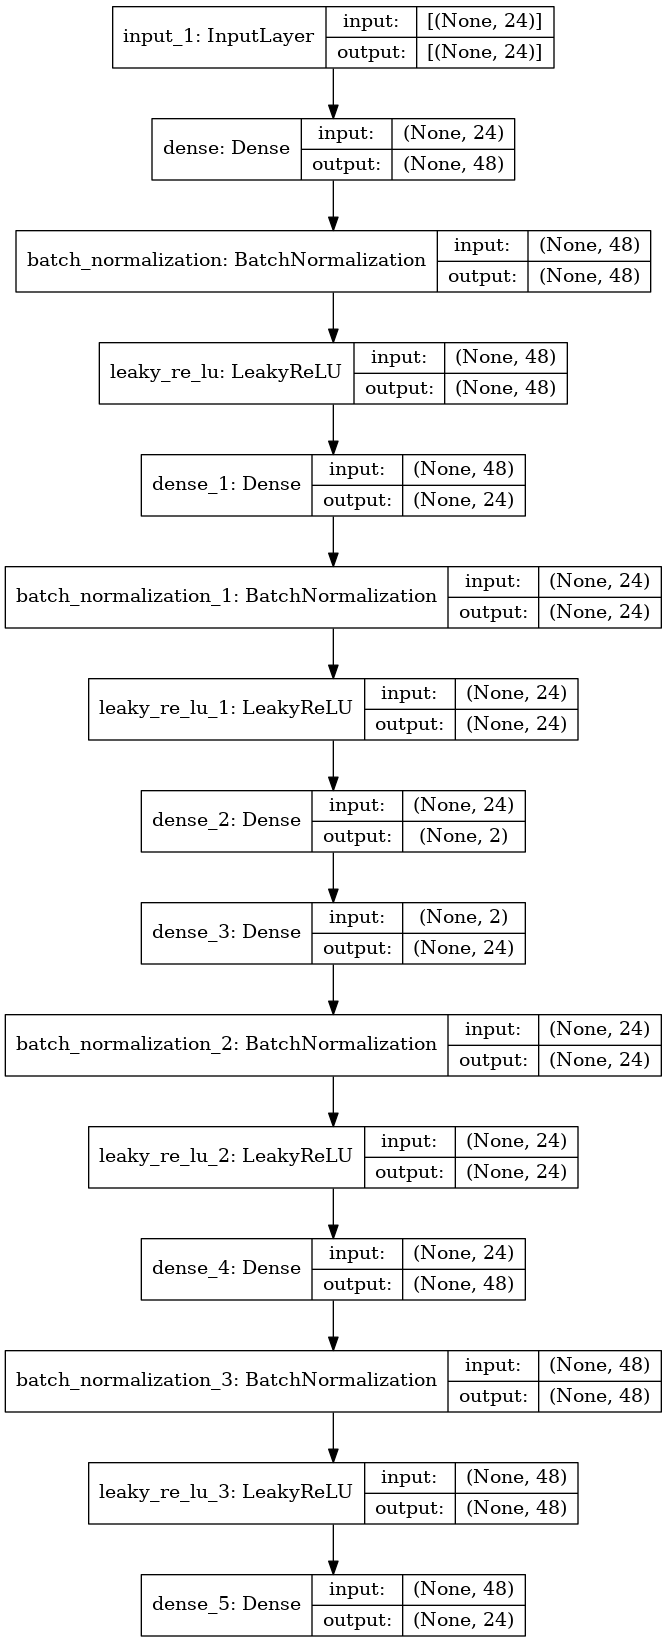 input_1: InputLayer input: [(None, 24)]
output: [(None, 24)]
dense: Dense input: (None, 24)
output: (None, 48)
batch_normalization: BatchNormalization input: (None, 48)
output: (None, 48)
leaky_re_lu: LeakyReLU input: (None, 48)
output: (None, 48)
dense_1: Dense input: (None, 48)
output: (None, 24)
batch_normalization_1: BatchNormalization input: (None, 24)
output: (None, 24)
leaky_re_lu_1: LeakyReLU input: (None, 24)
output: (None, 24)
dense_2: Dense input: (None, 24)
output: (None, 2)
dense_3: Dense input: (None, 2)
output: (None, 24)
batch_normalization_2: BatchNormalization input: (None, 24)
output: (None, 24)
leaky_re_lu_2: LeakyReLU input: (None, 24)
output: (None, 24)
dense_4: Dense input: (None, 24)
output: (None, 48)
batch_normalization_3: BatchNormalization input: (None, 48)
output: (None, 48)
leaky_re_lu_3: LeakyReLU input: (None, 48)
output: (None, 48)
dense_5: Dense input: (None, 48)
output: (None, 24)